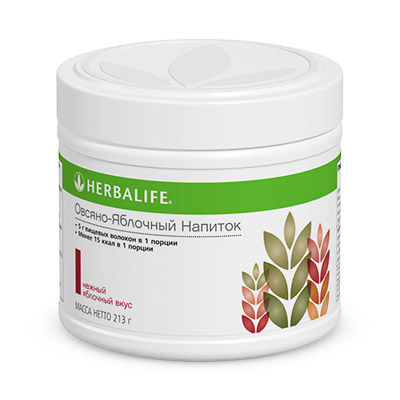 HERBALIFE®
Овсяно-Яблочный Напиток
• 5 г пищевых волокон в 1 порции
• Менее 15 ккал в 1 порции
нежный
яблочный вкус
МАССА НЕТТО 213 г